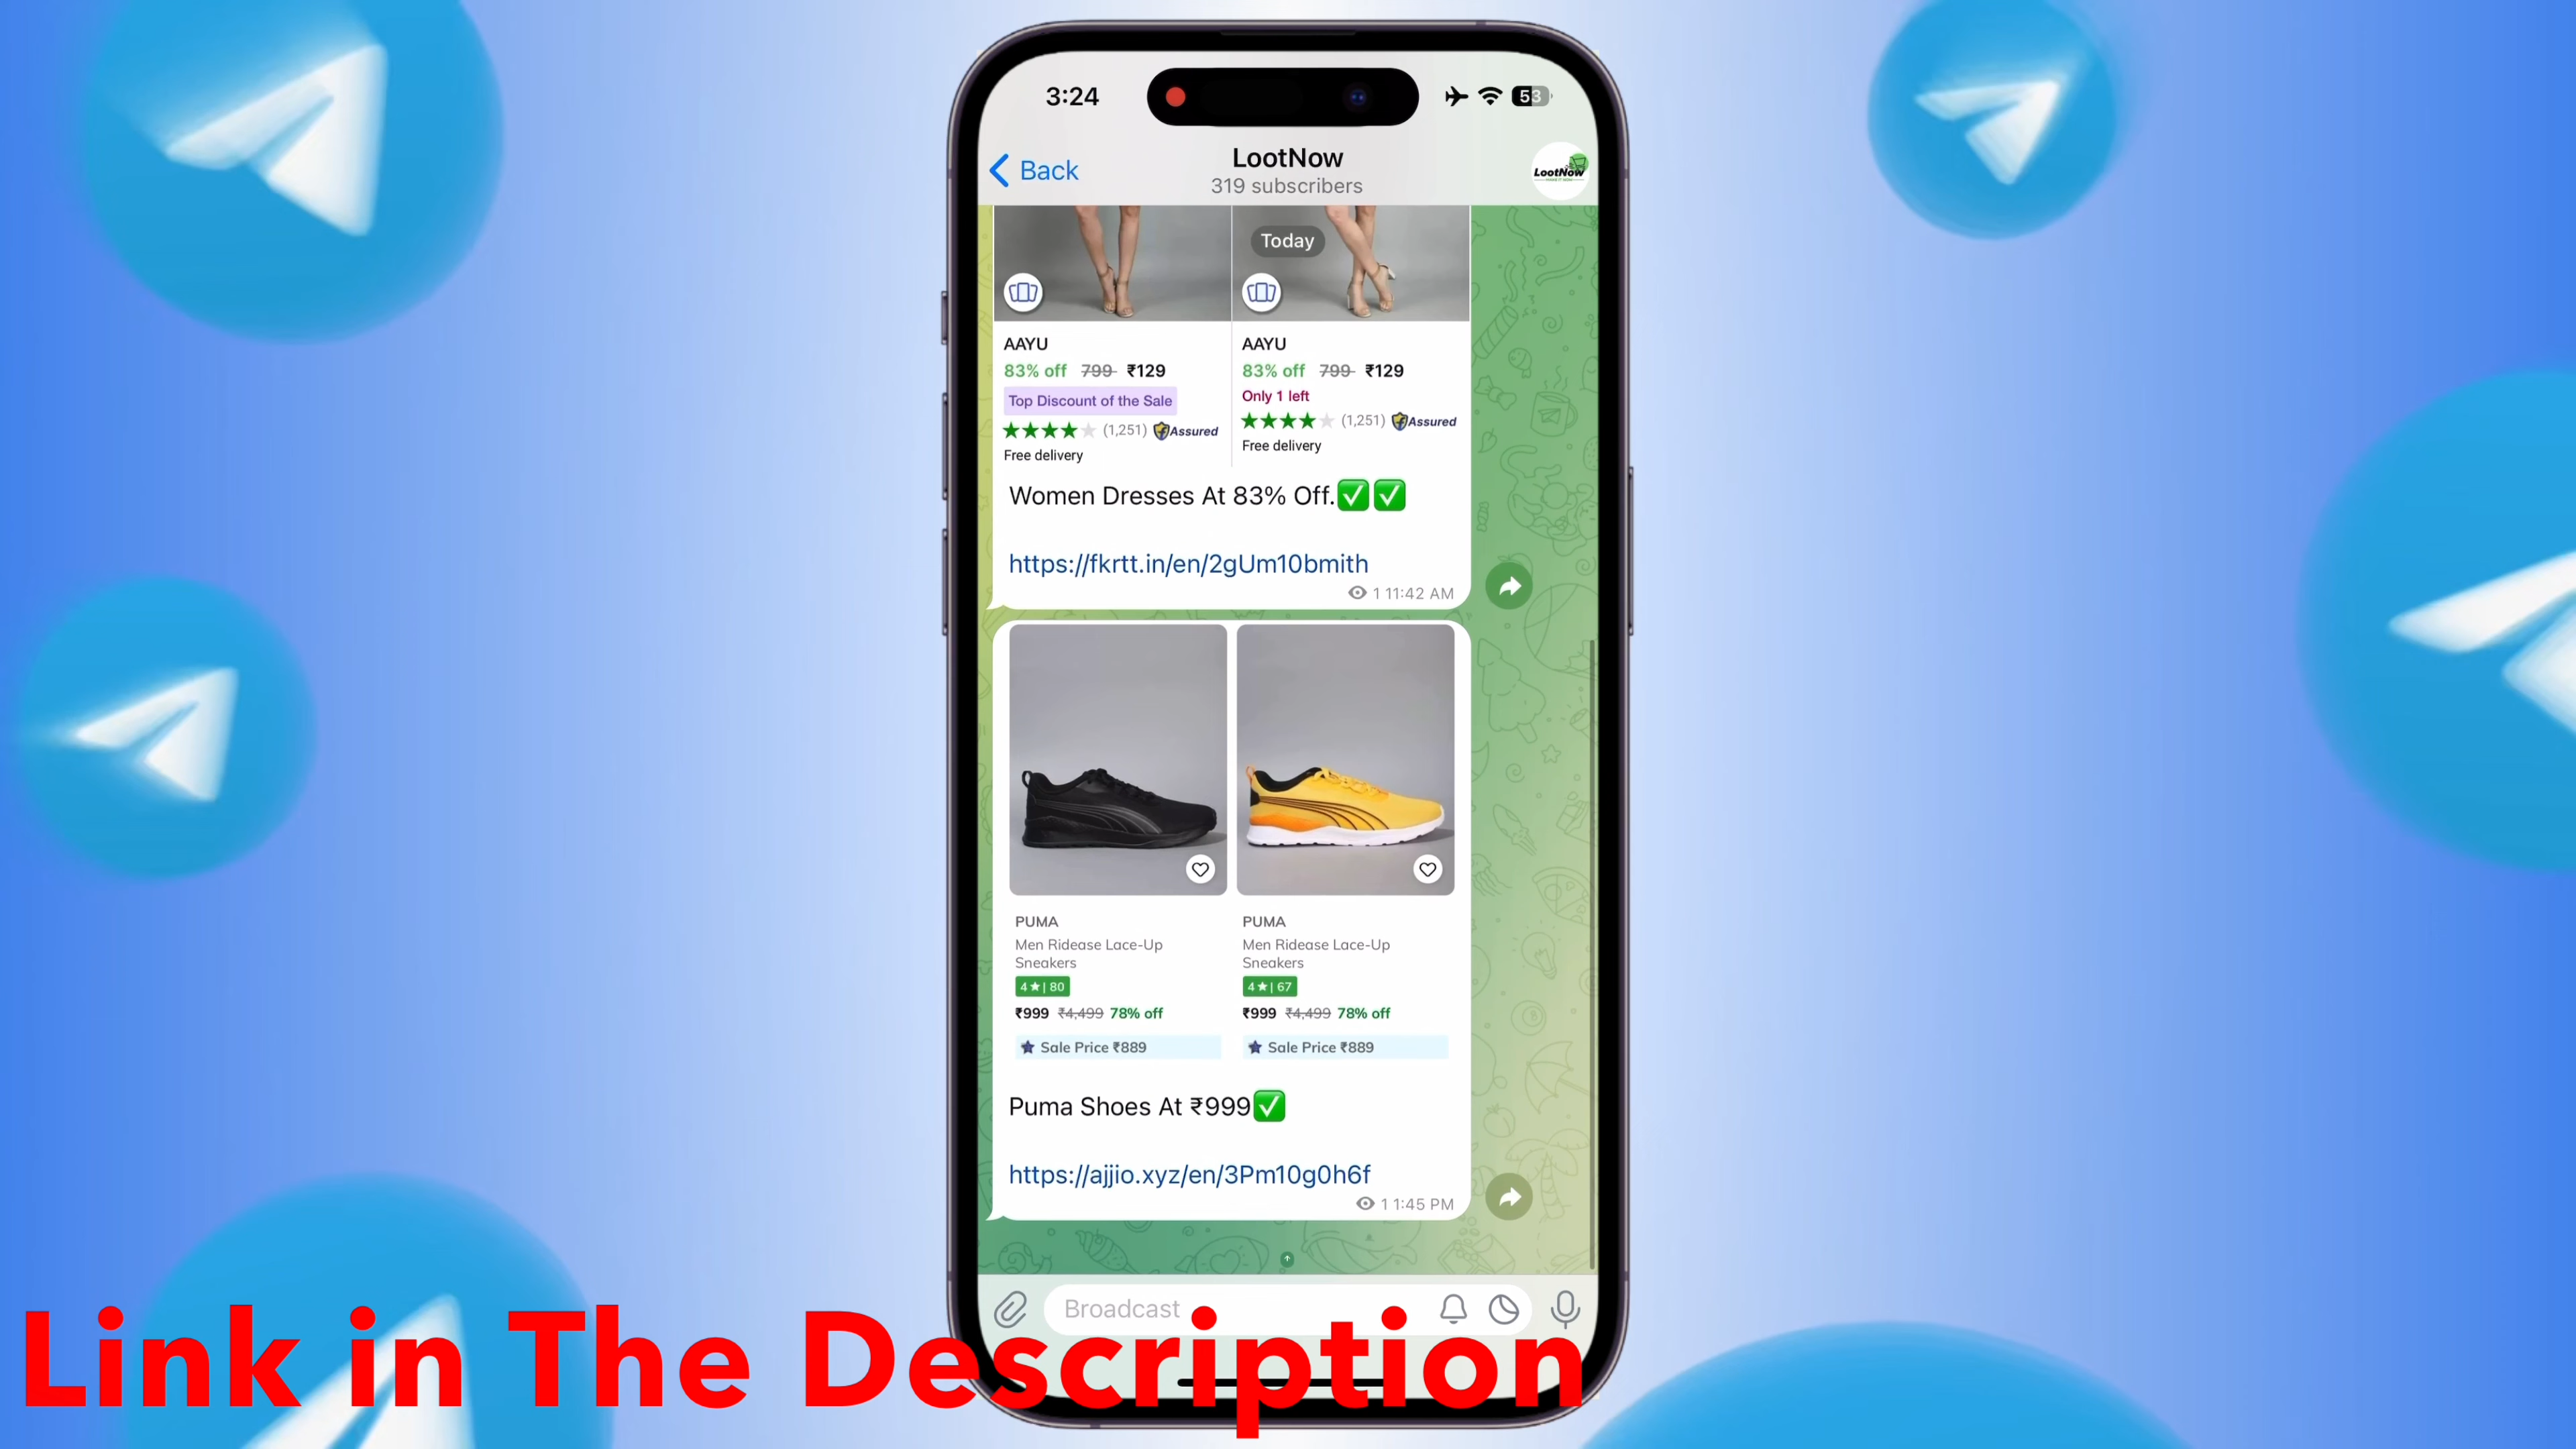 3:24
53
Back
LootNow
319 subscribers
LootNow
Today
AAYU
83% off 799 ₹129
Top Discount of the Sale
(1,251) Assured
Free delivery
AAYU
83% off 799 ₹129
Only 1 left
(1,251) Assured
Free delivery
Women Dresses At 83% Off.✅✅
https://fkrtt.in/en/2gUm10bmith
1 11:42 AM
PUMA
Men Ridease Lace-Up
Sneakers
4★| 80
₹999 ₹4,499 78% off
Sale Price ₹889
PUMA
Men Ridease Lace-Up
Sneakers
4★| 67
₹999 ₹4,499 78% off
Sale Price ₹889
Puma Shoes At ₹999✅
https://ajjio.xyz/en/3Pm10g0h6f
1 1:45 PM
Broadcast
Link in The Description